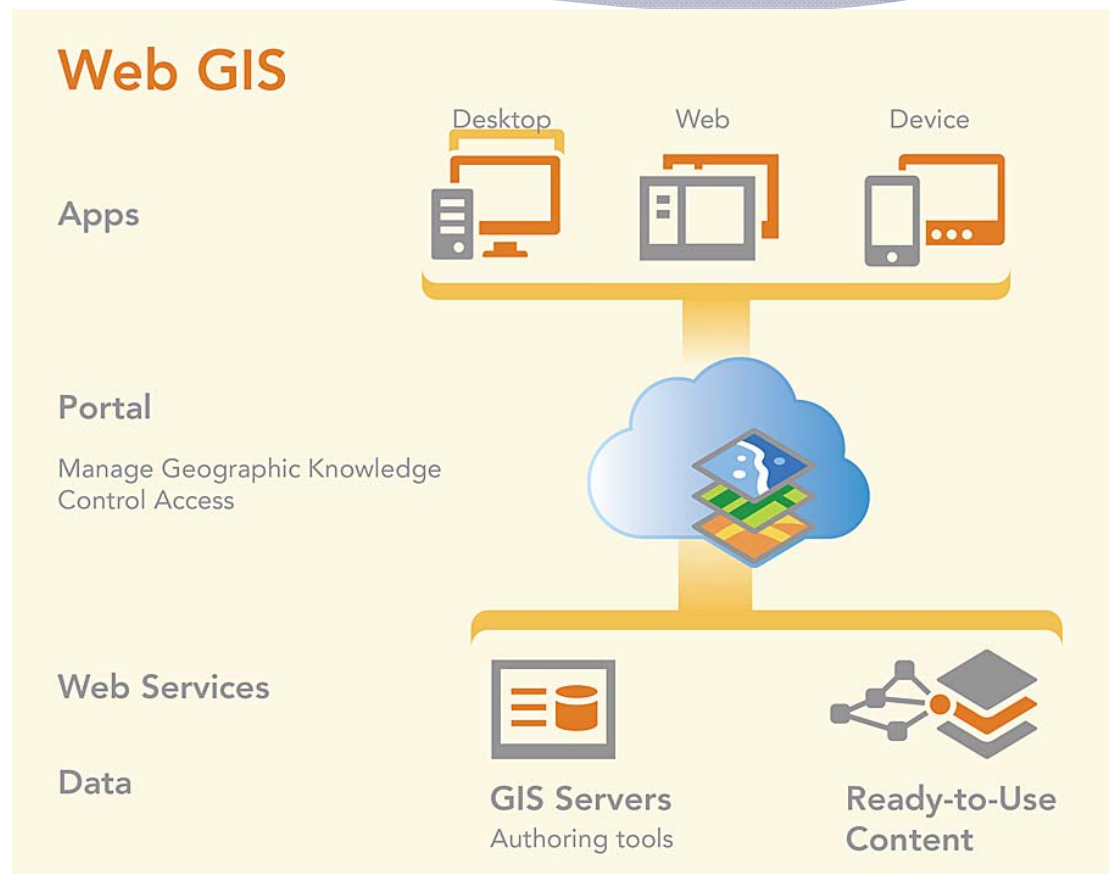 Web GIS
Desktop
Web
Device
Apps
Portal
Manage Geographic Knowledge
Control Access
Web Services
Data
GIS Servers
Authoring tools
Ready-to-Use
Content